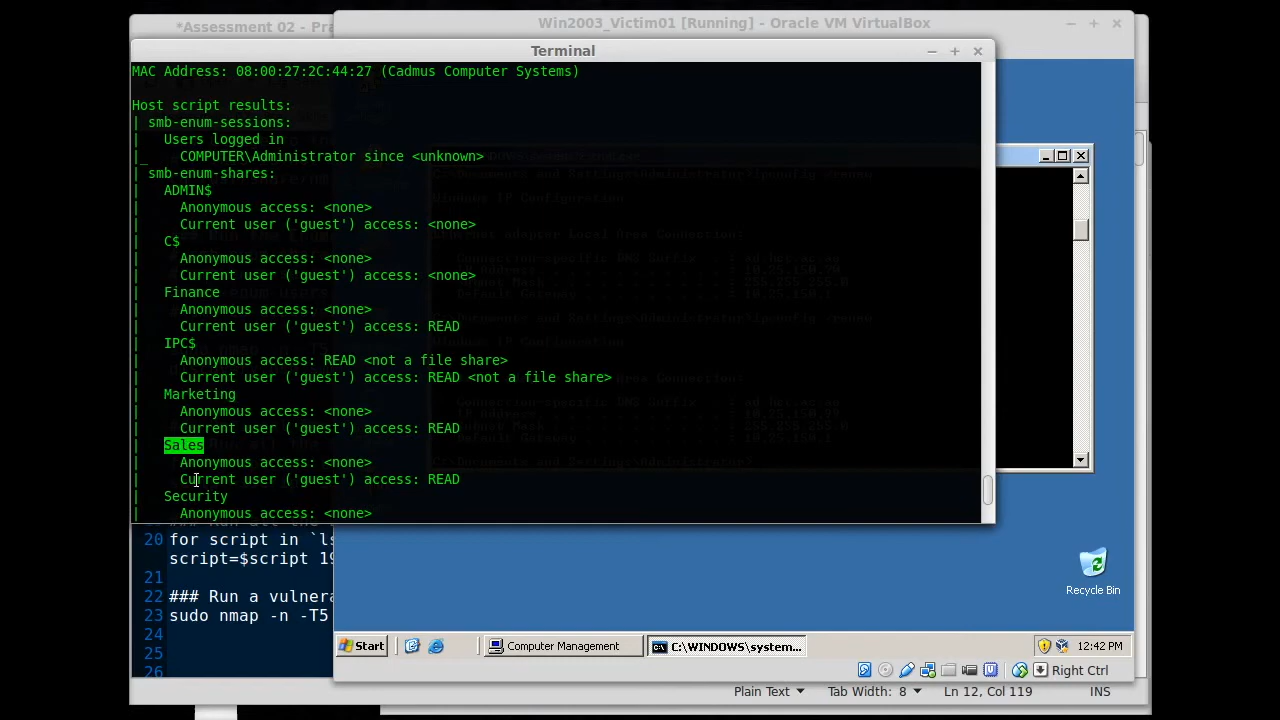 *Assessment 02 - Pra
Win2003_Victim01 [Running] - Oracle VM VirtualBox
Terminal
MAC Address: 08:00:27:2C:44:27 (Cadmus Computer Systems)
Host script results:
| smb-enum-sessions:
|   Users logged in
|_    COMPUTER\Administrator since <unknown>
| smb-enum-shares:
|   ADMIN$
|     Anonymous access: <none>
|     Current user ('guest') access: <none>
|   C$
|     Anonymous access: <none>
|     Current user ('guest') access: <none>
|   Finance
|     Anonymous access: <none>
|     Current user ('guest') access: READ
|   IPC$
|     Anonymous access: READ <not a file share>
|     Current user ('guest') access: READ <not a file share>
|   Marketing
|     Anonymous access: <none>
|     Current user ('guest') access: READ
|   Sales
|     Anonymous access: <none>
|     Current user ('guest') access: READ
|   Security
|     Anonymous access: <none>
20 for script in `ls
script=$script 19
21
22 ### Run a vulnera
23 sudo nmap -n -T5
24
25
26
Recycle Bin
Start
Computer Management
C:\WINDOWS\system...
12:42 PM
Right Ctrl
Plain Text
Tab Width: 8
Ln 12, Col 119
INS